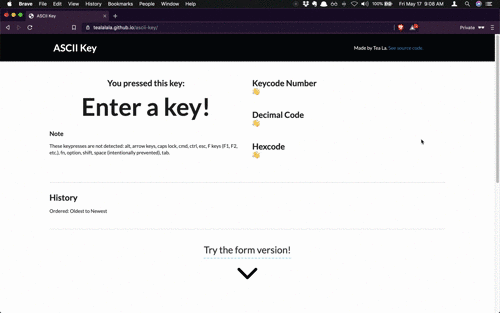 Brave File Edit View History Bookmarks People Window Help
100% Fri May 17 9:08 AM
ASCII Key
tealalala.github.io/ascii-key/
Private
ASCII Key
Made by Tea La. See source code
You pressed this key:
Enter a key!
Note
These keypresses are not detected: alt, arrow keys, caps lock, cmd, ctrl, esc, F keys (F1, F2,
etc.), fn, option, shift, space (intentionally prevented), tab.
Keycode Number
Decimal Code
Hexcode
History
Ordered: Oldest to Newest
Try the form version!